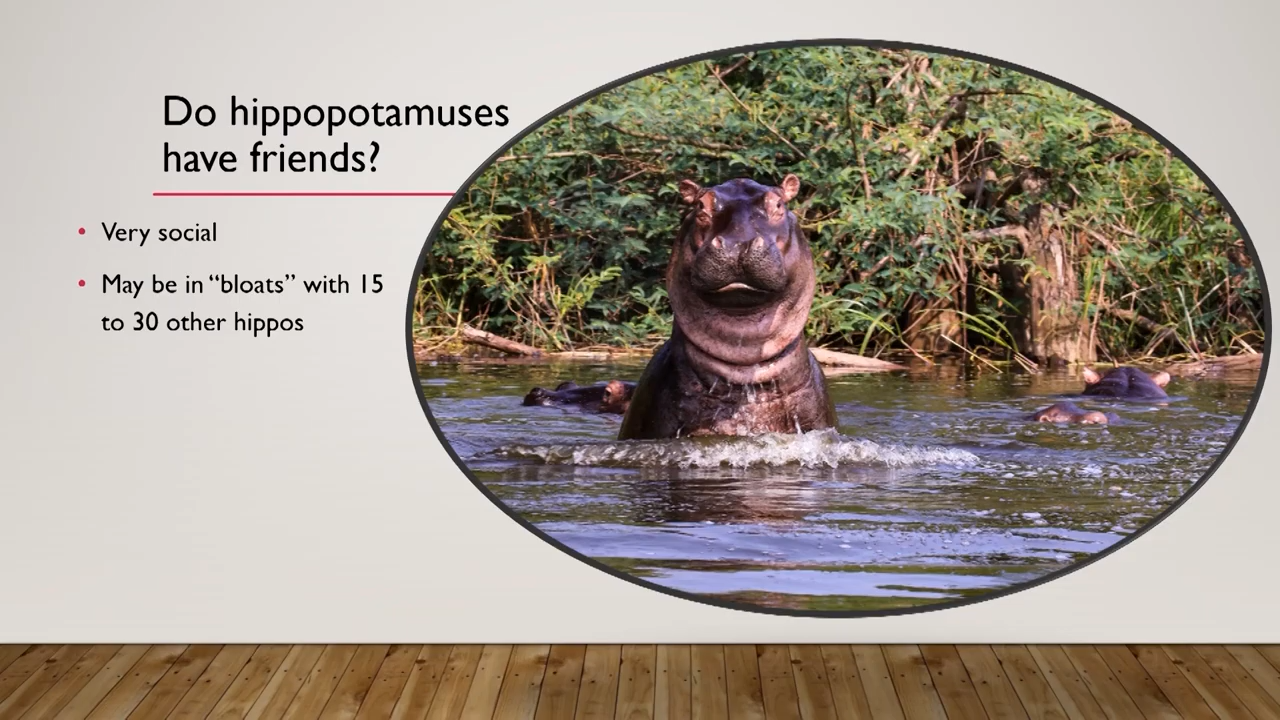 Do hippopotamuses
have friends?
• Very social
• May be in “bloats” with 15
to 30 other hippos